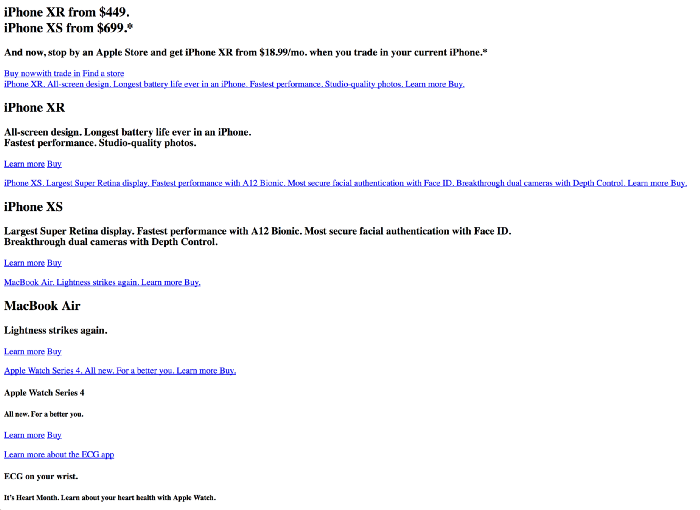 iPhone XR from $449.
iPhone XS from $699.*
And now, stop by an Apple Store and get iPhone XR from $18.99/mo. when you trade in your current iPhone.*
Buy nowwith trade in Find a store
iPhone XR. All-screen design. Longest battery life ever in an iPhone. Fastest performance. Studio-quality photos. Learn more Buy.
iPhone XR
All-screen design. Longest battery life ever in an iPhone.
Fastest performance. Studio-quality photos.
Learn more Buy
iPhone XS. Largest Super Retina display. Fastest performance with A12 Bionic. Most secure facial authentication with Face ID. Breakthrough dual cameras with Depth Control. Learn more Buy.
iPhone XS
Largest Super Retina display. Fastest performance with A12 Bionic. Most secure facial authentication with Face ID.
Breakthrough dual cameras with Depth Control.
Learn more Buy
MacBook Air. Lightness strikes again. Learn more Buy.
MacBook Air
Lightness strikes again.
Learn more Buy
Apple Watch Series 4. All new. For a better you. Learn more Buy.
Apple Watch Series 4
All new. For a better you.
Learn more Buy
Learn more about the ECG app
ECG on your wrist.
It's Heart Month. Learn about your heart health with Apple Watch.